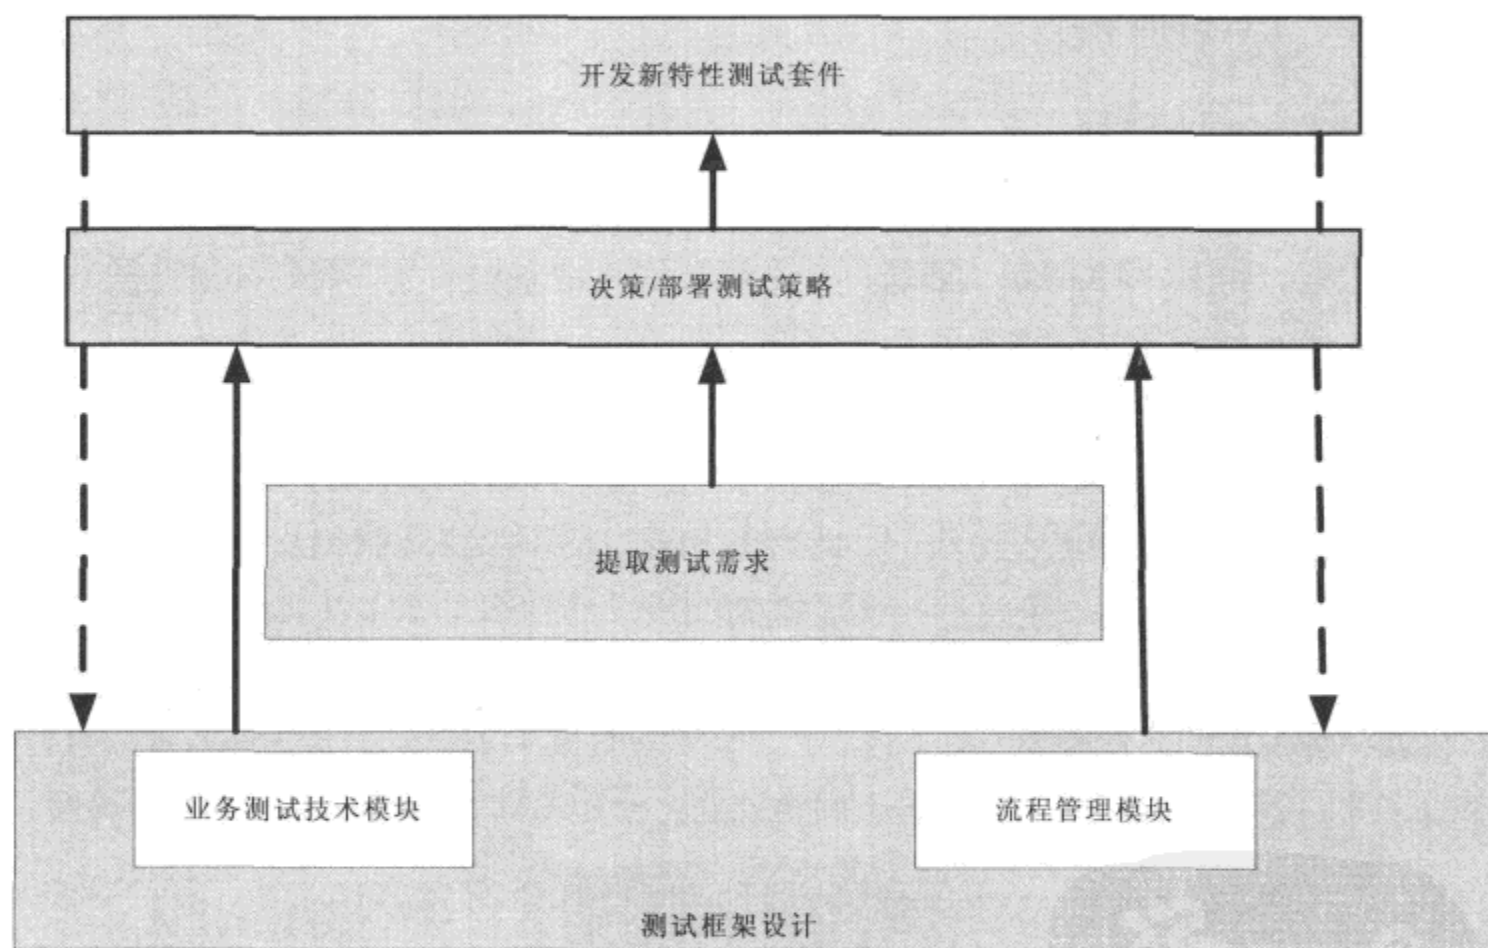 开发新特性测试套件
决策/部署测试策略
提取测试需求
业务测试技术模块
流程管理模块
测试框架设计